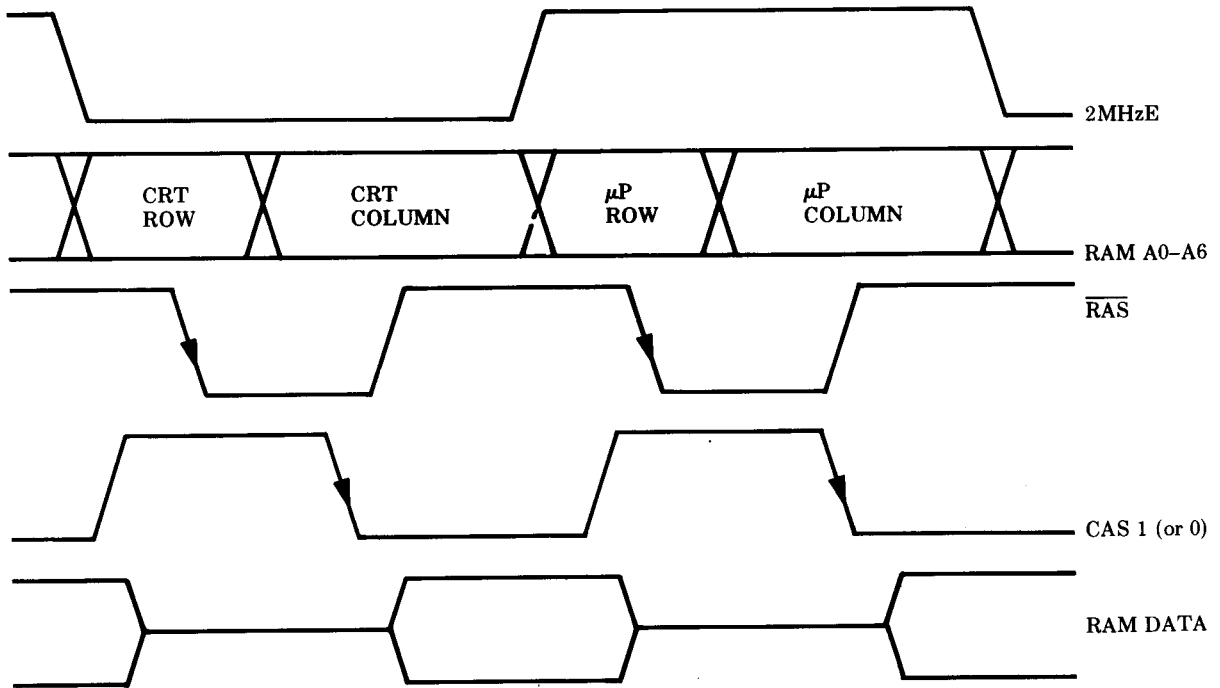 2MHzE
CRT
ROW
CRT
COLUMN
μP
ROW
μP
COLUMN
RAM A0–A6
RAS
CAS 1 (or 0)
RAM DATA